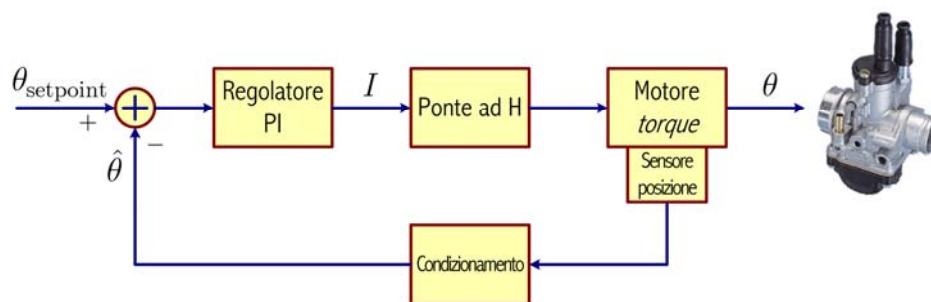 θsetpoint
+
−
θ̂
+
Regolatore
PI
I
Ponte ad H
Motore
torque
Sensore
posizione
θ
Condizionamento